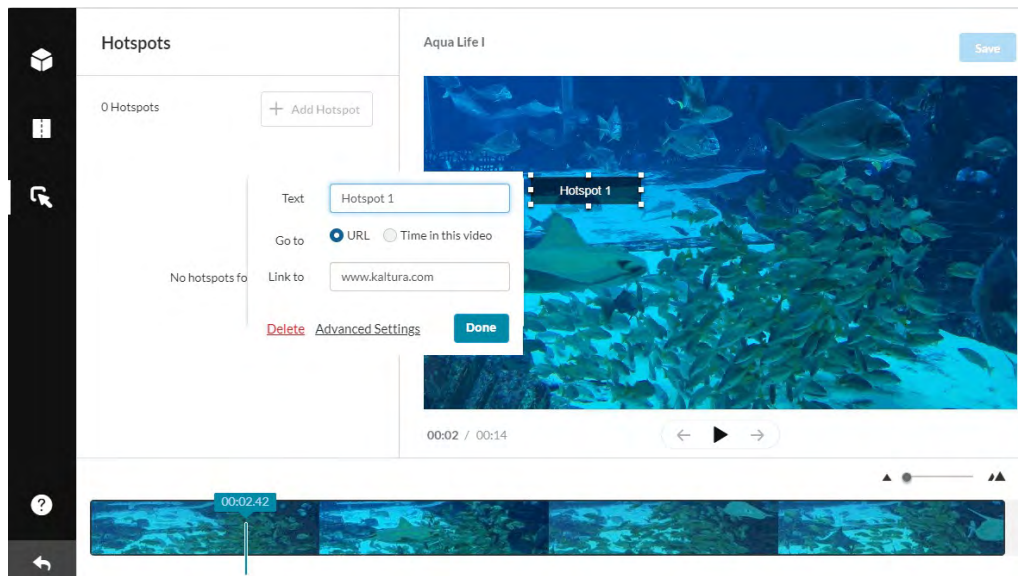 Hotspots
Aqua Life I
Save
0 Hotspots
+ Add Hotspot
Text
Hotspot 1
Hotspot 1
Go to
URL
Time in this video
No hotspots fo
Link to
www.kaltura.com
Delete
Advanced Settings
Done
00:02 / 00:14
?
00:02.42